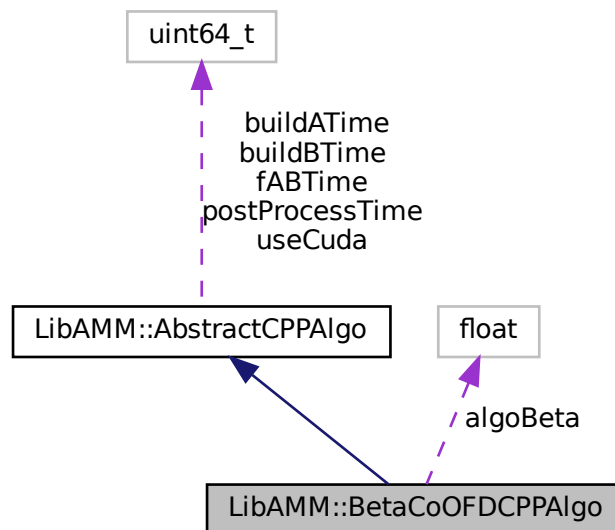 uint64_t
buildATime
buildBTime
fABTime
postProcessTime
useCuda
LibAMM::AbstractCPPAlgo
float
algoBeta
LibAMM::BetaCoOFDCPPAlgo